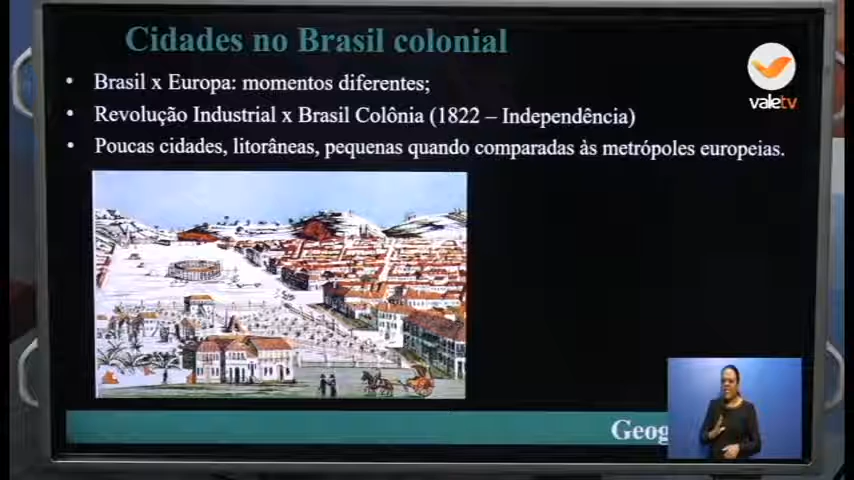 Cidades no Brasil colonial
valetv
• Brasil x Europa: momentos diferentes;
• Revolução Industrial x Brasil Colônia (1822 – Independência)
• Poucas cidades, litorâneas, pequenas quando comparadas às metrópoles europeias.